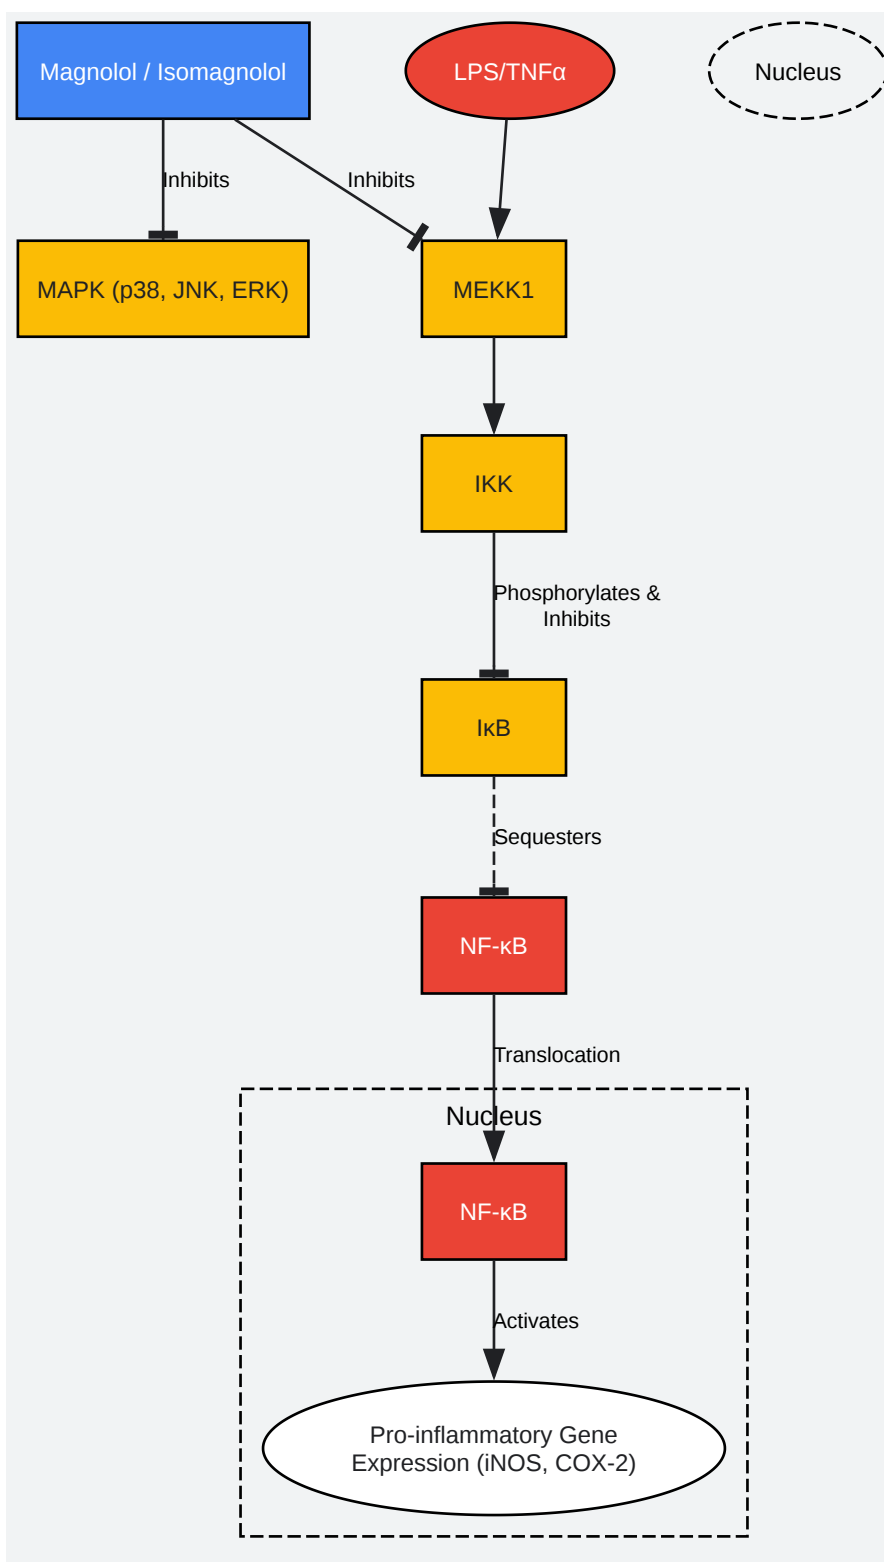 Magnolol / Isomagnolol
LPS/TNFα
Nucleus
Inhibits
Inhibits
MAPK (p38, JNK, ERK)
MEKK1
IKK
Phosphorylates &
Inhibits
IκB
Sequesters
NF-κB
Translocation
Nucleus
NF-κB
Activates
Pro-inflammatory Gene
Expression (iNOS, COX-2)